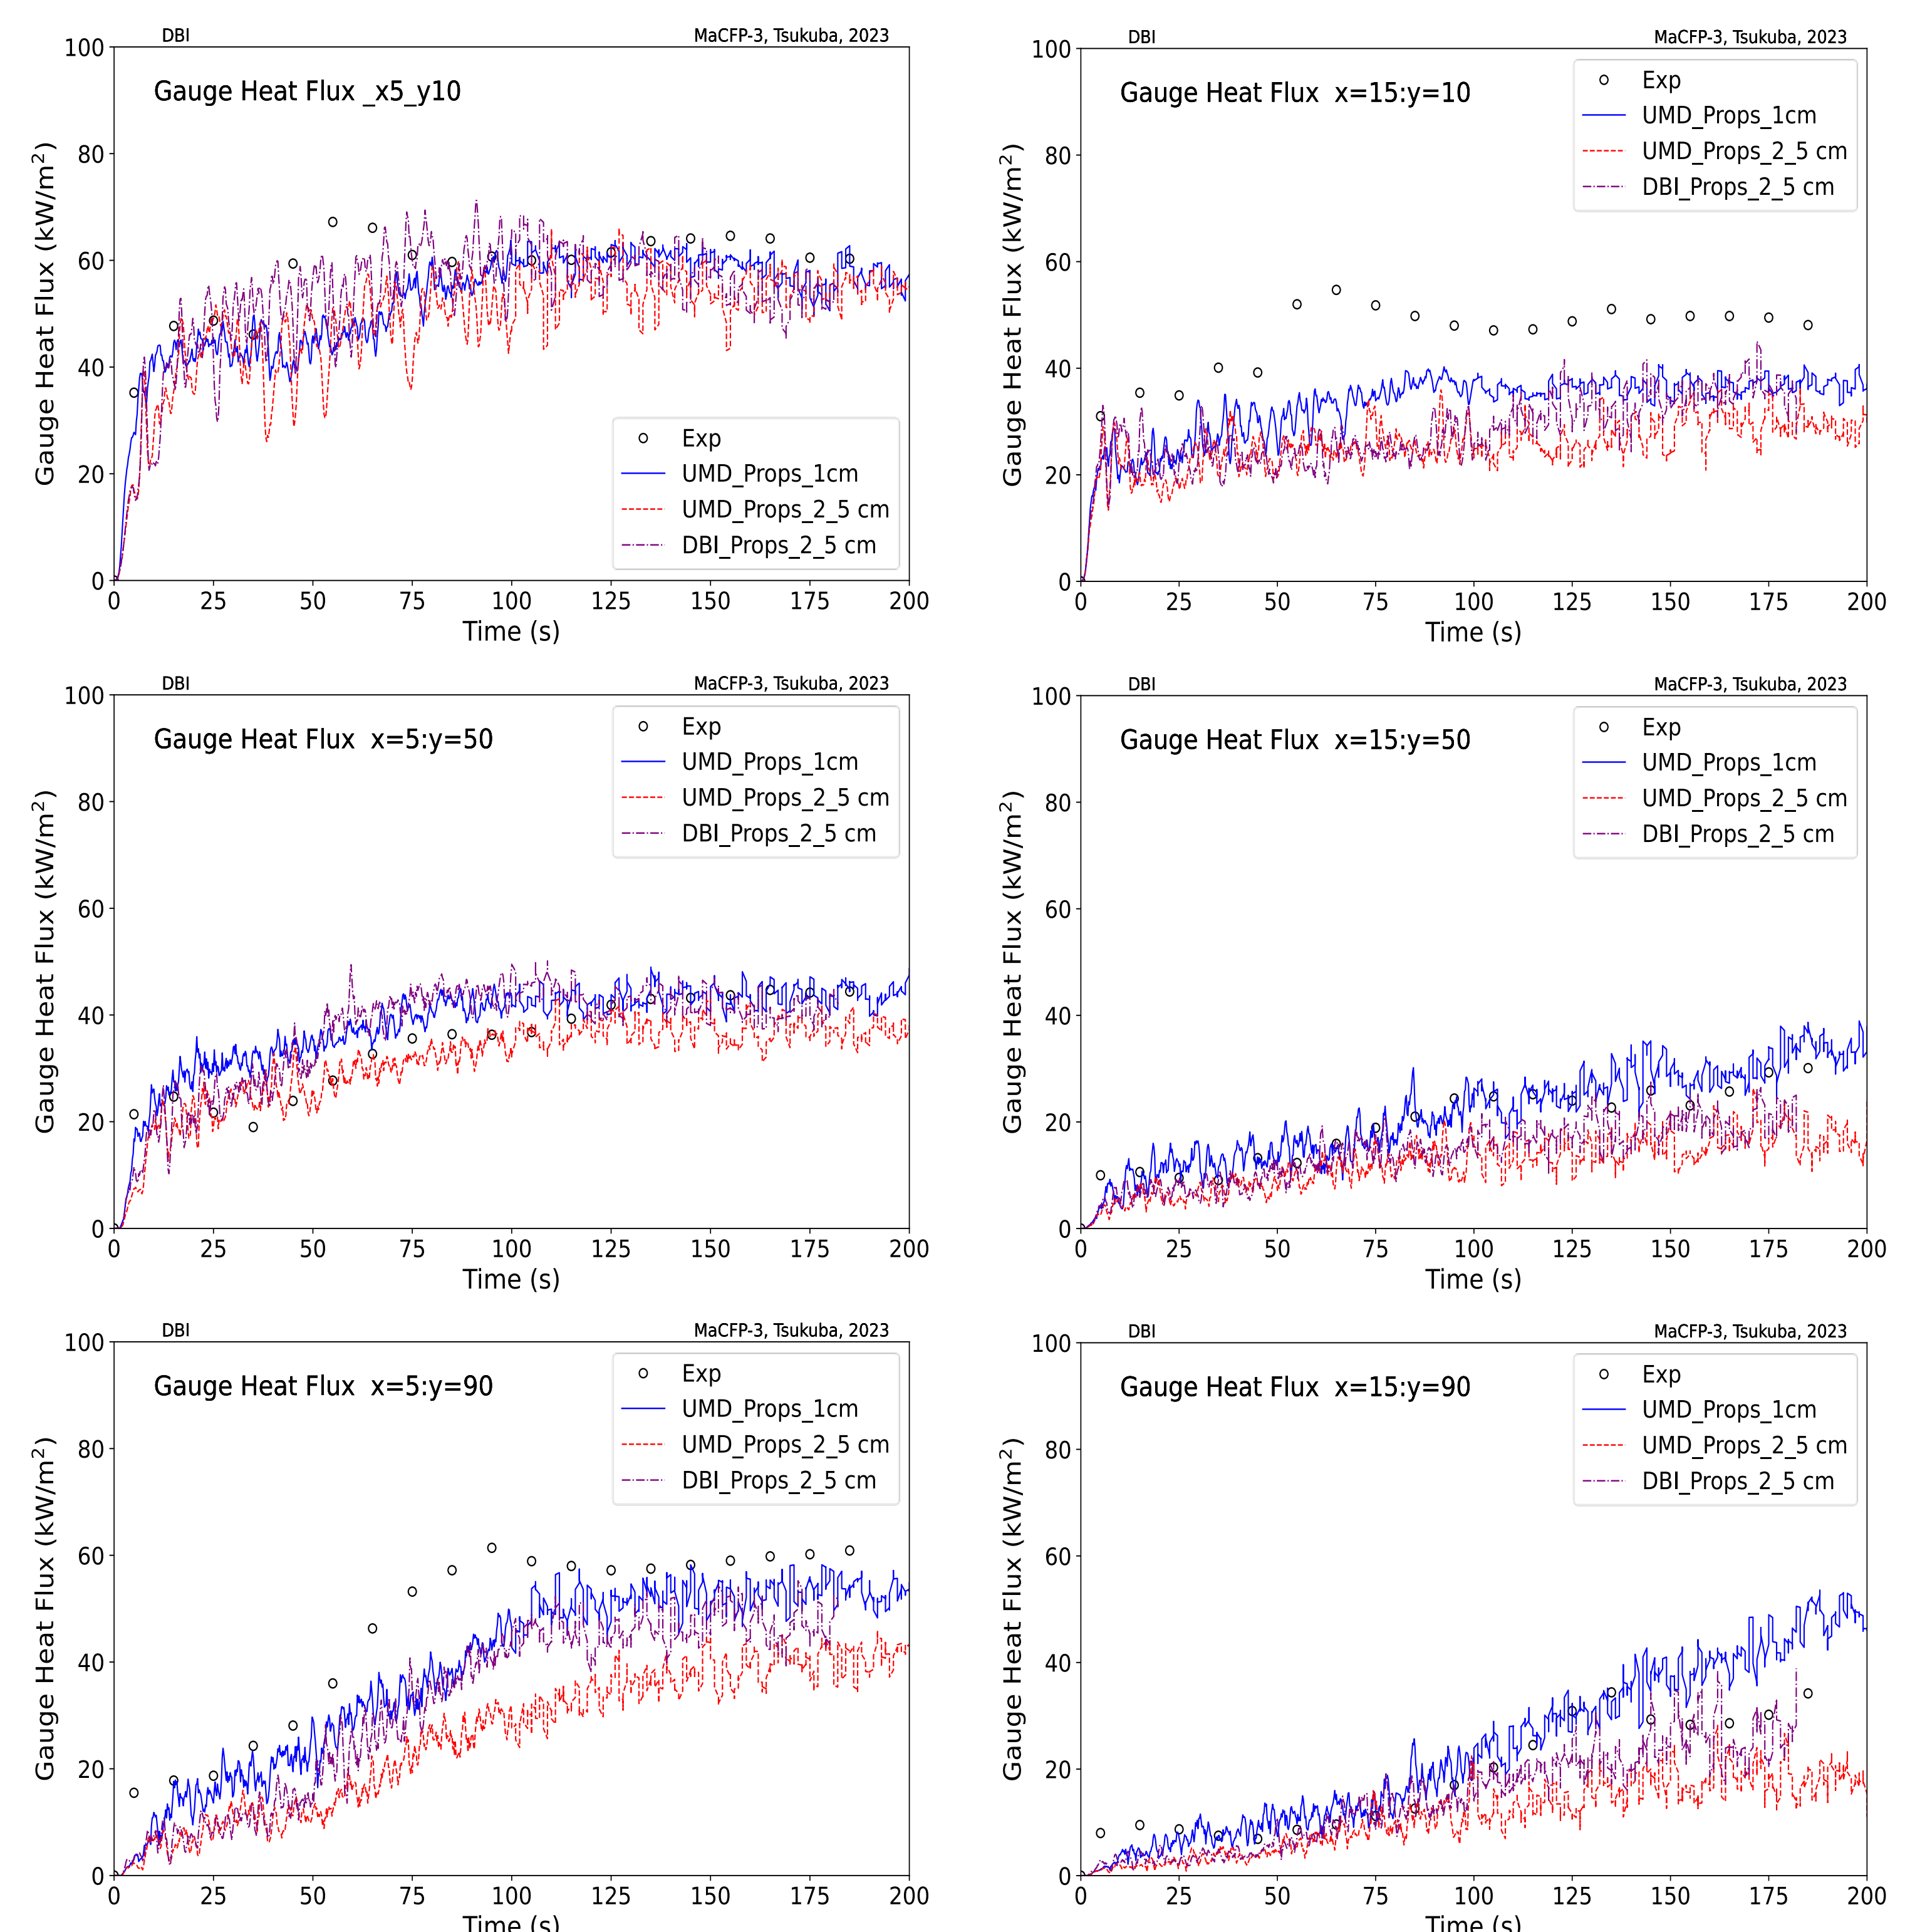 DBI MaCFP-3, Tsukuba, 2023
Gauge Heat Flux _x5_y10
Gauge Heat Flux (kW/m²)
100
80
60
40
20
0
Exp
UMD_Props_1cm
UMD_Props_2_5 cm
DBI_Props_2_5 cm
0 25 50 75 100 125 150 175 200
Time (s)
DBI MaCFP-3, Tsukuba, 2023
Gauge Heat Flux x=15:y=10
Gauge Heat Flux (kW/m²)
100
80
60
40
20
0
Exp
UMD_Props_1cm
UMD_Props_2_5 cm
DBI_Props_2_5 cm
0 25 50 75 100 125 150 175 200
Time (s)
DBI MaCFP-3, Tsukuba, 2023
Gauge Heat Flux x=5:y=50
Gauge Heat Flux (kW/m²)
100
80
60
40
20
0
Exp
UMD_Props_1cm
UMD_Props_2_5 cm
DBI_Props_2_5 cm
0 25 50 75 100 125 150 175 200
Time (s)
DBI MaCFP-3, Tsukuba, 2023
Gauge Heat Flux x=15:y=50
Gauge Heat Flux (kW/m²)
100
80
60
40
20
0
Exp
UMD_Props_1cm
UMD_Props_2_5 cm
DBI_Props_2_5 cm
0 25 50 75 100 125 150 175 200
Time (s)
DBI MaCFP-3, Tsukuba, 2023
Gauge Heat Flux x=5:y=90
Gauge Heat Flux (kW/m²)
100
80
60
40
20
0
Exp
UMD_Props_1cm
UMD_Props_2_5 cm
DBI_Props_2_5 cm
0 25 50 75 100 125 150 175 200
Time (s)
DBI MaCFP-3, Tsukuba, 2023
Gauge Heat Flux x=15:y=90
Gauge Heat Flux (kW/m²)
100
80
60
40
20
0
Exp
UMD_Props_1cm
UMD_Props_2_5 cm
DBI_Props_2_5 cm
0 25 50 75 100 125 150 175 200
Time (s)